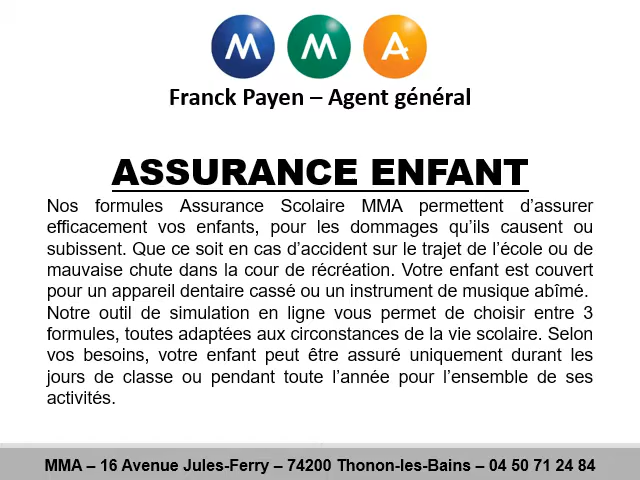 MMA
Franck Payen – Agent général
ASSURANCE ENFANT
Nos formules Assurance Scolaire MMA permettent d’assurer
efficacement vos enfants, pour les dommages qu’ils causent ou
subissent. Que ce soit en cas d’accident sur le trajet de l’école ou de
mauvaise chute dans la cour de récréation. Votre enfant est couvert
pour un appareil dentaire cassé ou un instrument de musique abîmé.
Notre outil de simulation en ligne vous permet de choisir entre 3
formules, toutes adaptées aux circonstances de la vie scolaire. Selon
vos besoins, votre enfant peut être assuré uniquement durant les
jours de classe ou pendant toute l’année pour l’ensemble de ses
activités.
MMA – 16 Avenue Jules-Ferry – 74200 Thonon-les-Bains – 04 50 71 24 84